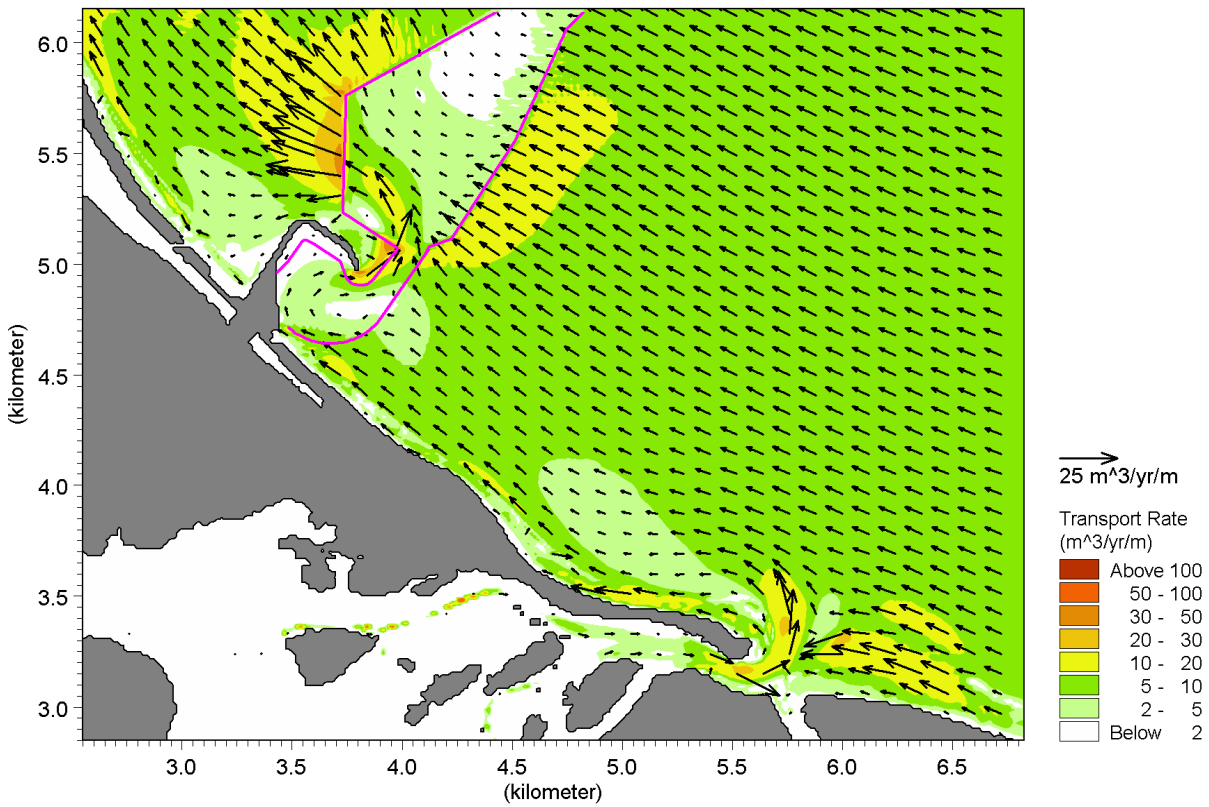 6.0
5.5
5.0
4.5
4.0
3.5
3.0
(kilometer)
3.0 3.5 4.0 4.5 5.0 5.5 6.0 6.5
(kilometer)
25 m^3/yr/m
Transport Rate
(m^3/yr/m)
Above 100
50 - 100
30 - 50
20 - 30
10 - 20
5 - 10
2 - 5
Below 2